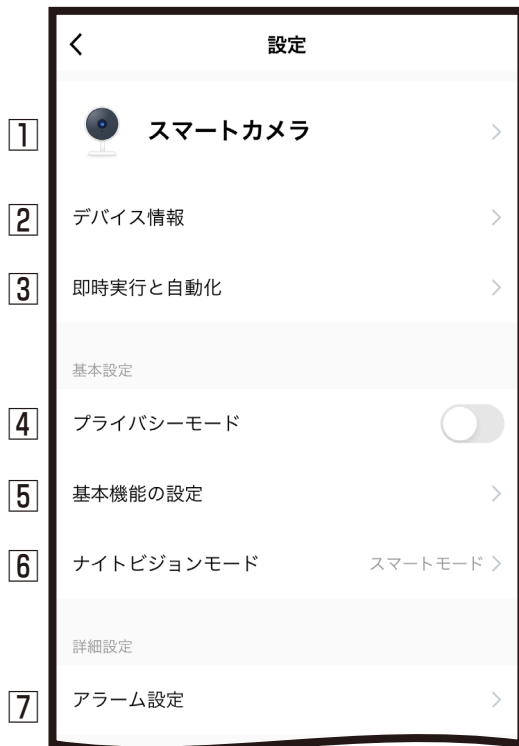 設定
1 スマートカメラ
2 デバイス情報
3 即時実行と自動化
基本設定
4 プライバシーモード
5 基本機能の設定
6 ナイトビジョンモード スマートモード
詳細設定
7 アラーム設定